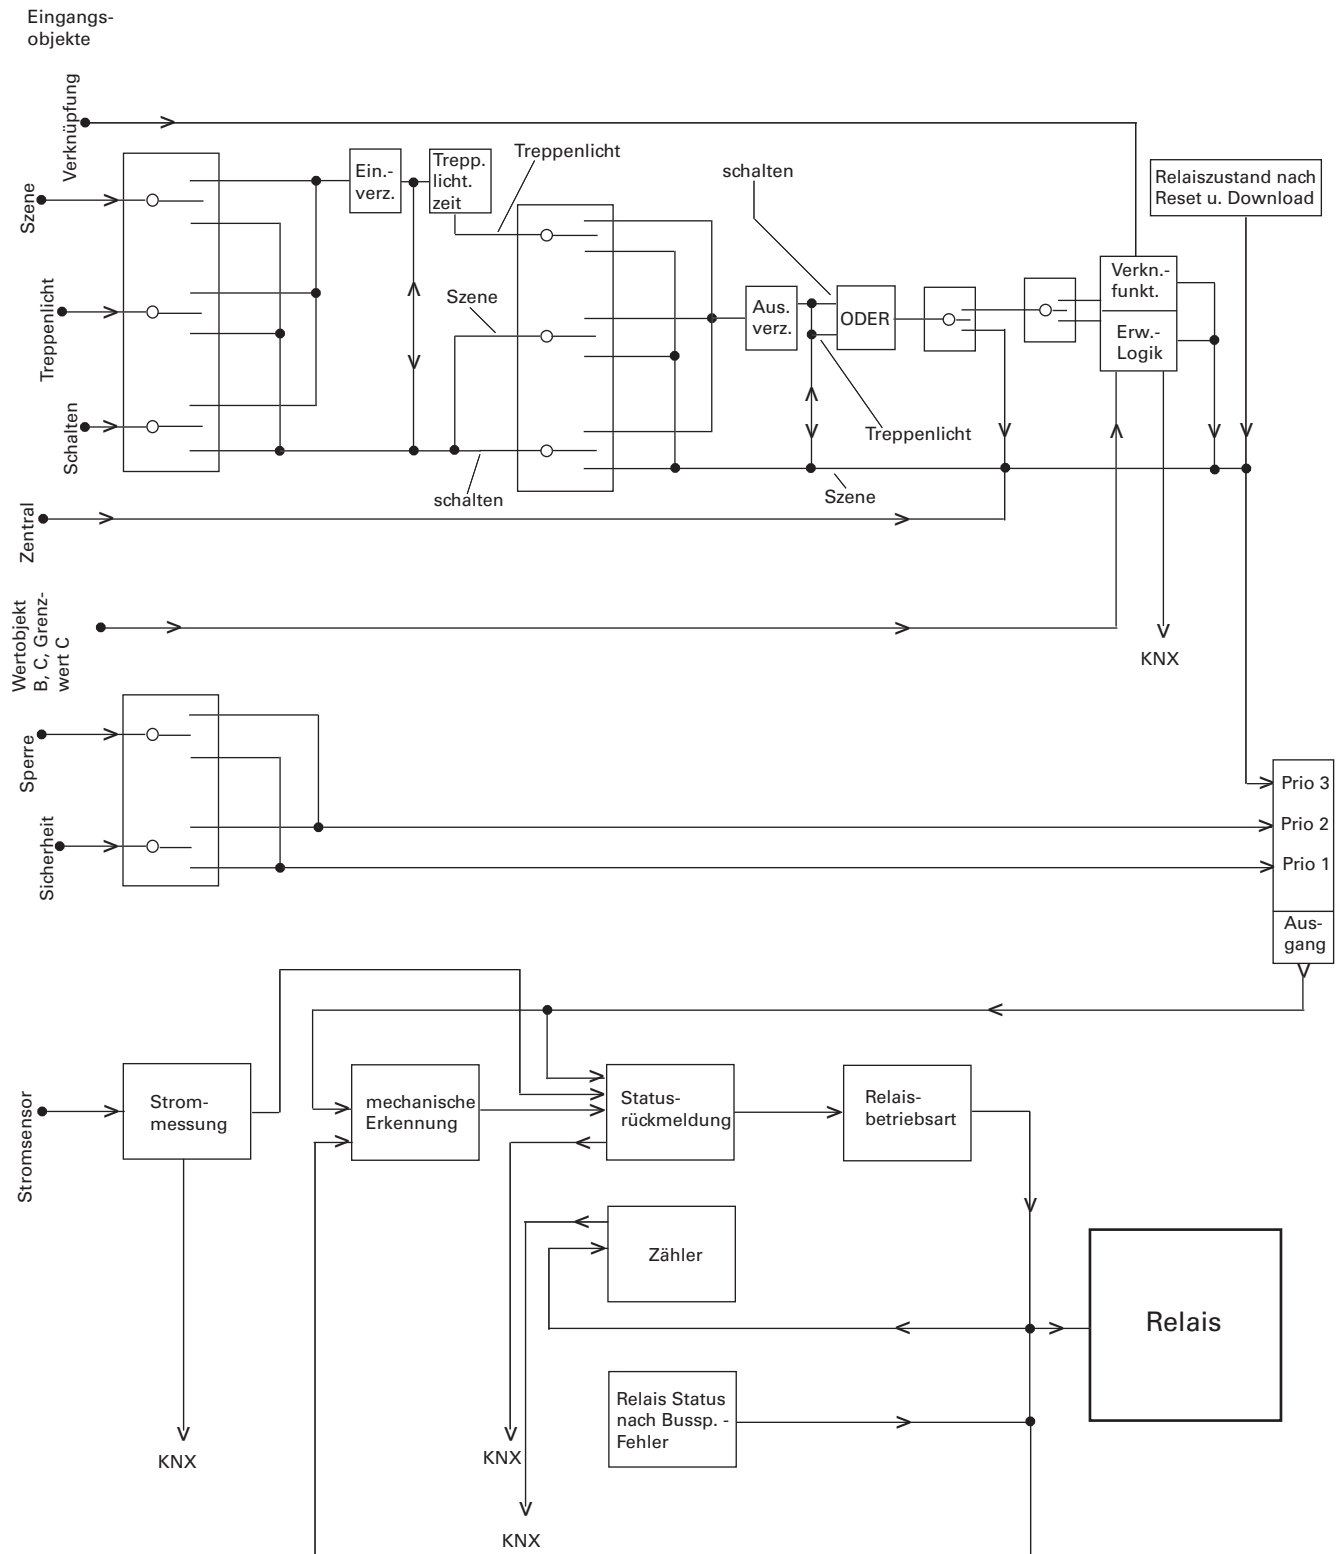 Eingangs-
objekte
Verknüpfung
Szene
Treppenlicht
Schalten
Ein.-
verz.
Trepp.
licht.
zeit
Treppenlicht
Szene
schalten
schalten
Aus.
verz.
ODER
Treppenlicht
Szene
Verkn.-
funkt.
Erw.-
Logik
Relaiszustand nach
Reset u. Download
Zentral
Wertobjekt
B, C, Grenz-
wert C
KNX
Sperre
Sicherheit
Prio 3
Prio 2
Prio 1
Aus-
gang
Stromsensor
Strom-
messung
mechanische
Erkennung
Status-
rückmeldung
Relais-
betriebsart
Zähler
Relais
Relais Status
nach Bussp. -
Fehler
KNX
KNX
KNX